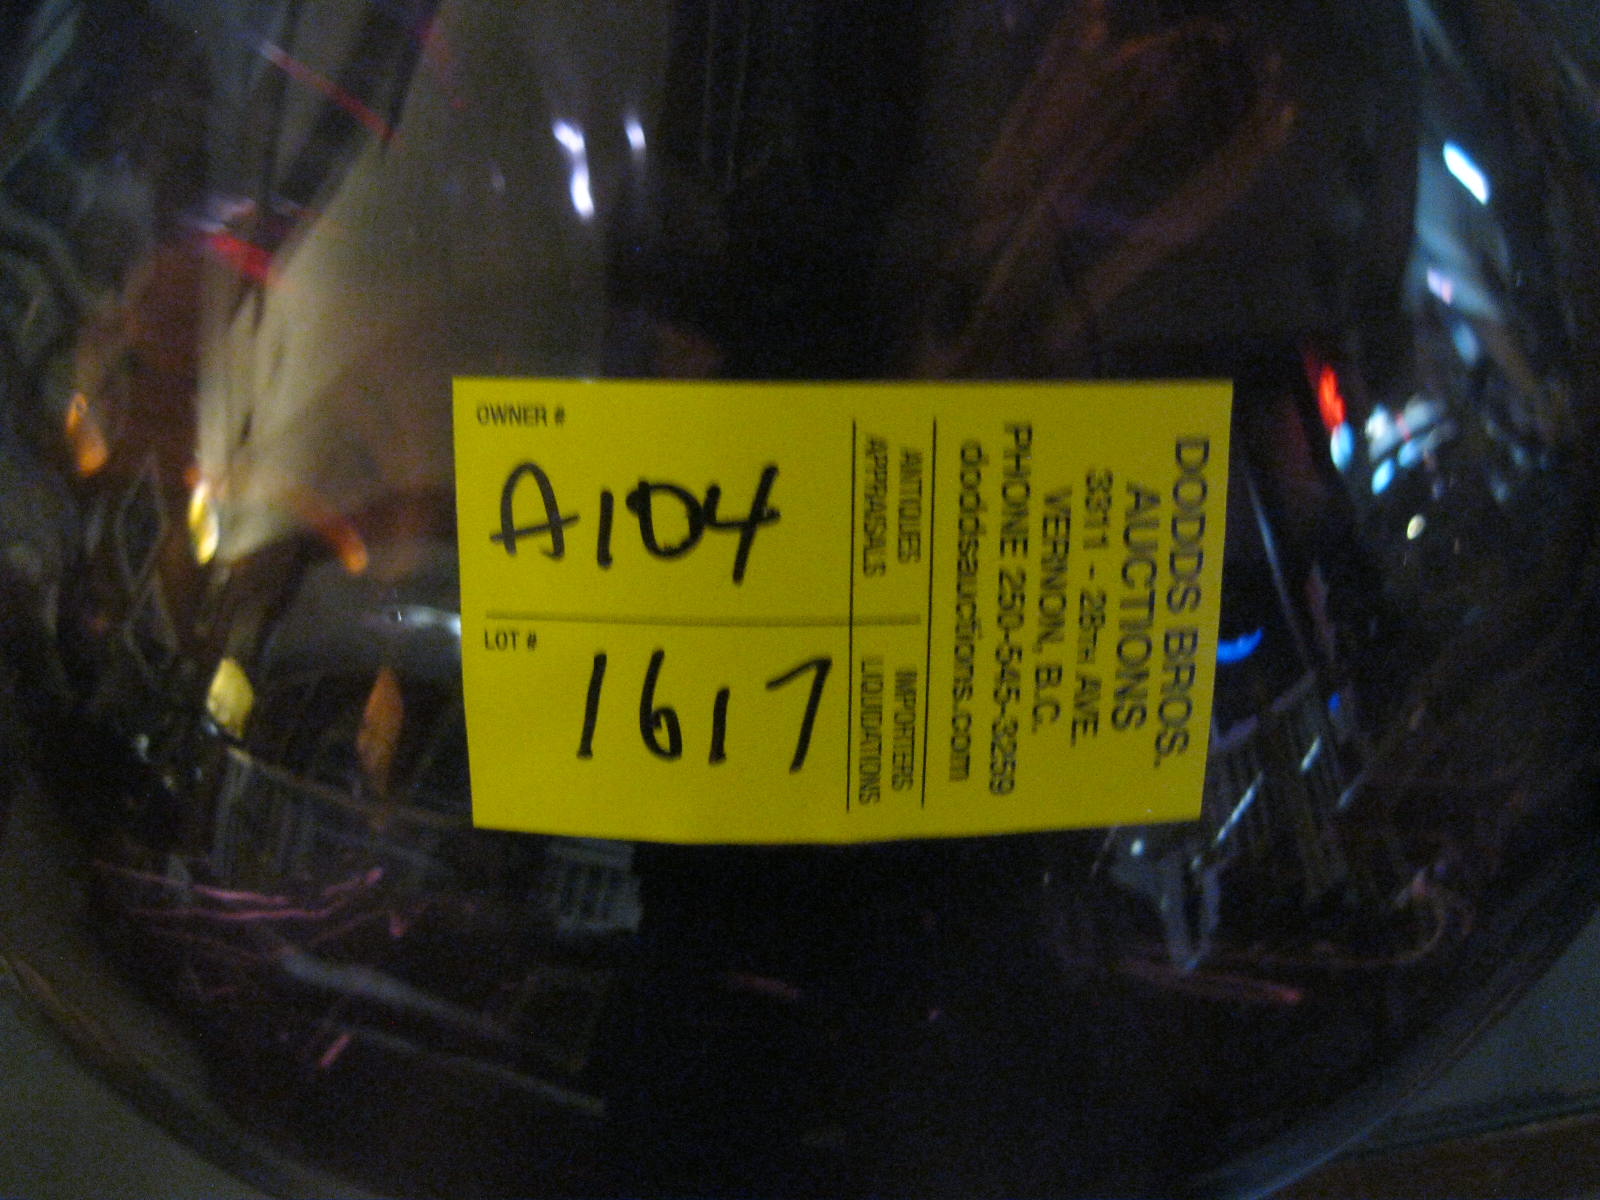 OWNER #
A104
LOT #
1617
DODDS BROS.
AUCTIONS
3311 - 28TH AVE.
VERNON, B.C.
PHONE 250-545-3259
doddsauctions.com
ANTIQUES IMPORTERS
APPRAISALS LIQUIDATIONS